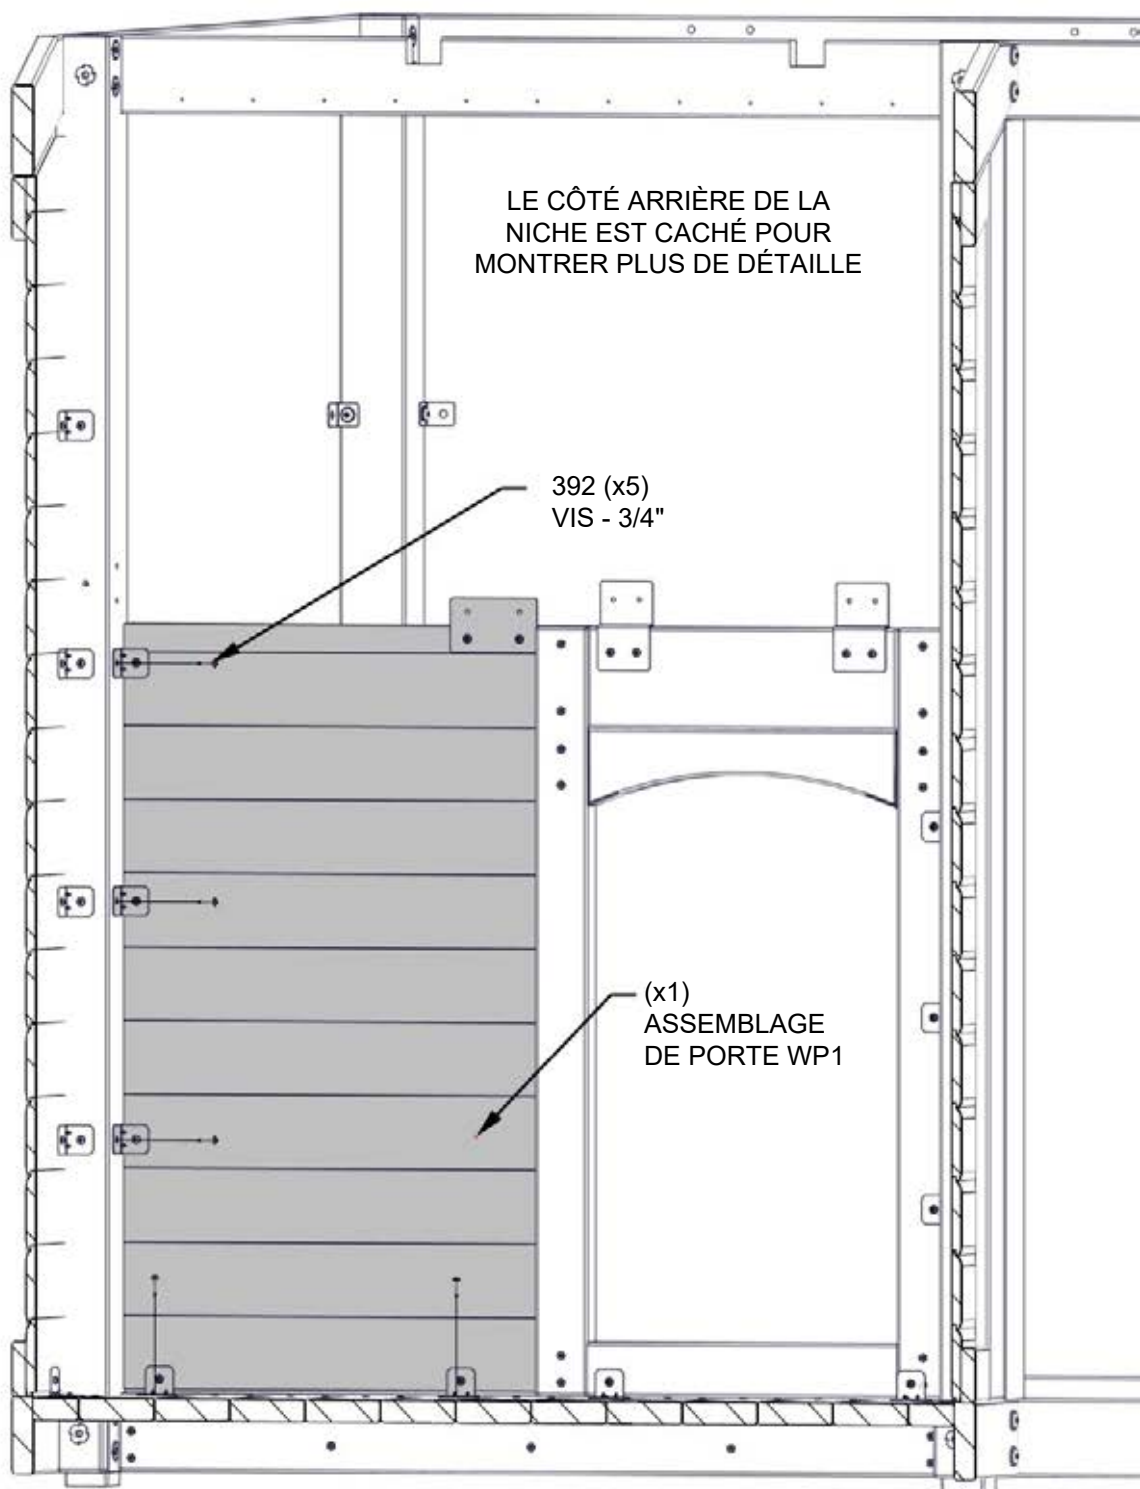 LE CÔTÉ ARRIÈRE DE LA
NICHE EST CACHÉ POUR
MONTRER PLUS DE DÉTAILLE
392 (x5)
VIS - 3/4"
(x1)
ASSEMBLAGE
DE PORTE WP1